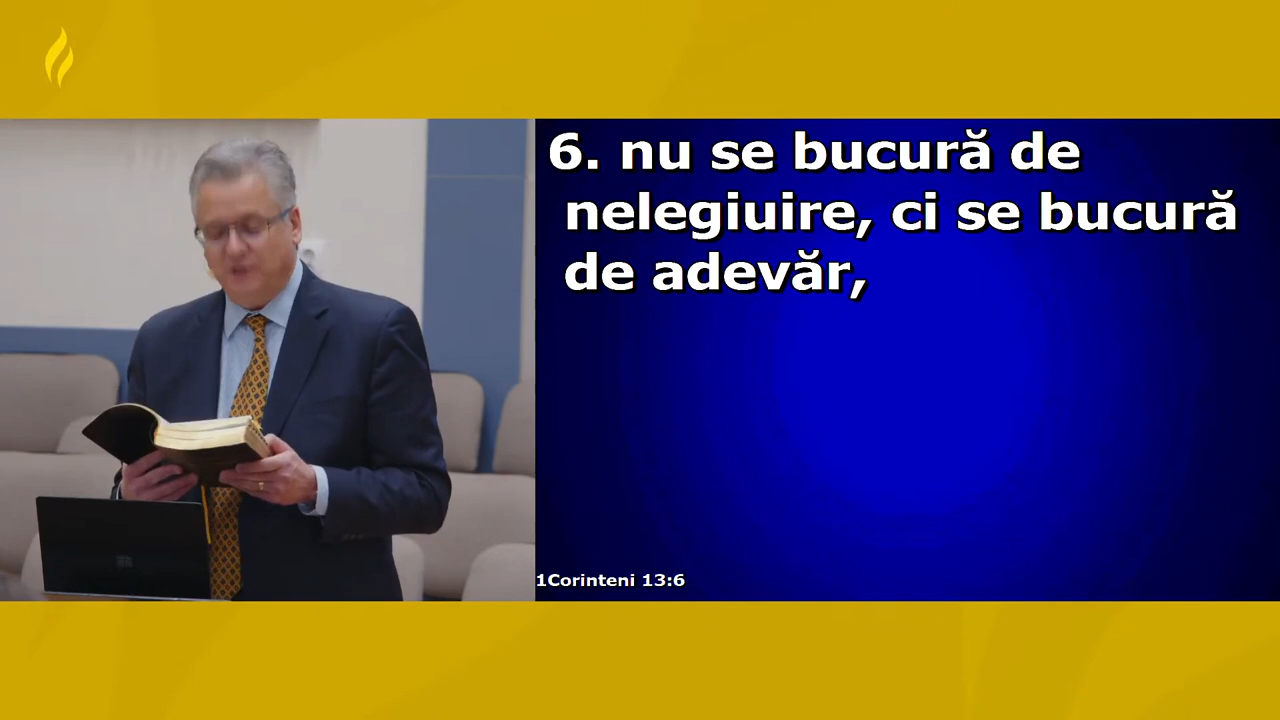 6. nu se bucură de
nelegiuire, ci se bucură
de adevăr,
1Corinteni 13:6